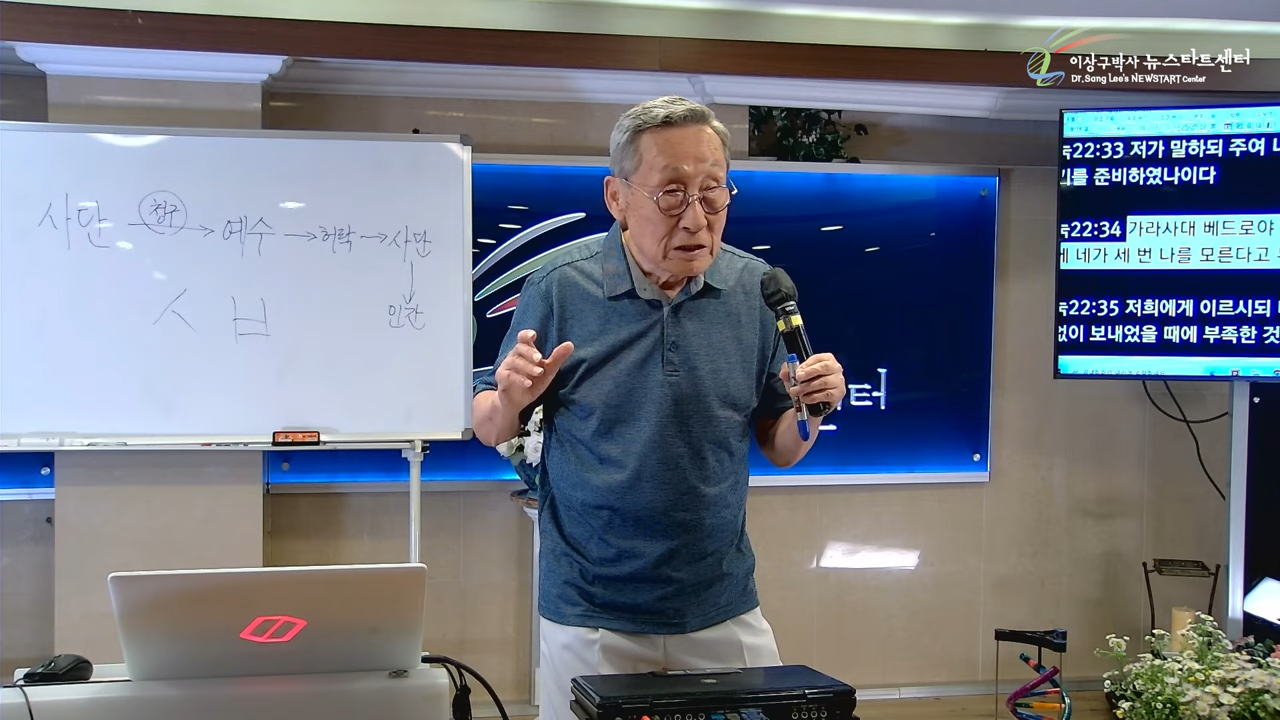 이상구박사 뉴스타트센터
Dr. Sang Lee's NEWSTART Center
사단 청구 → 예수 → 허락 → 사단
↓
인간
터
22:33 저가 말하되 주여
를 준비하였나이다
22:34 가라사대 베드로야
네가 세 번 나를 모른다고
22:35 저희에게 이르시되
없이 보내었을 때에 부족한 것